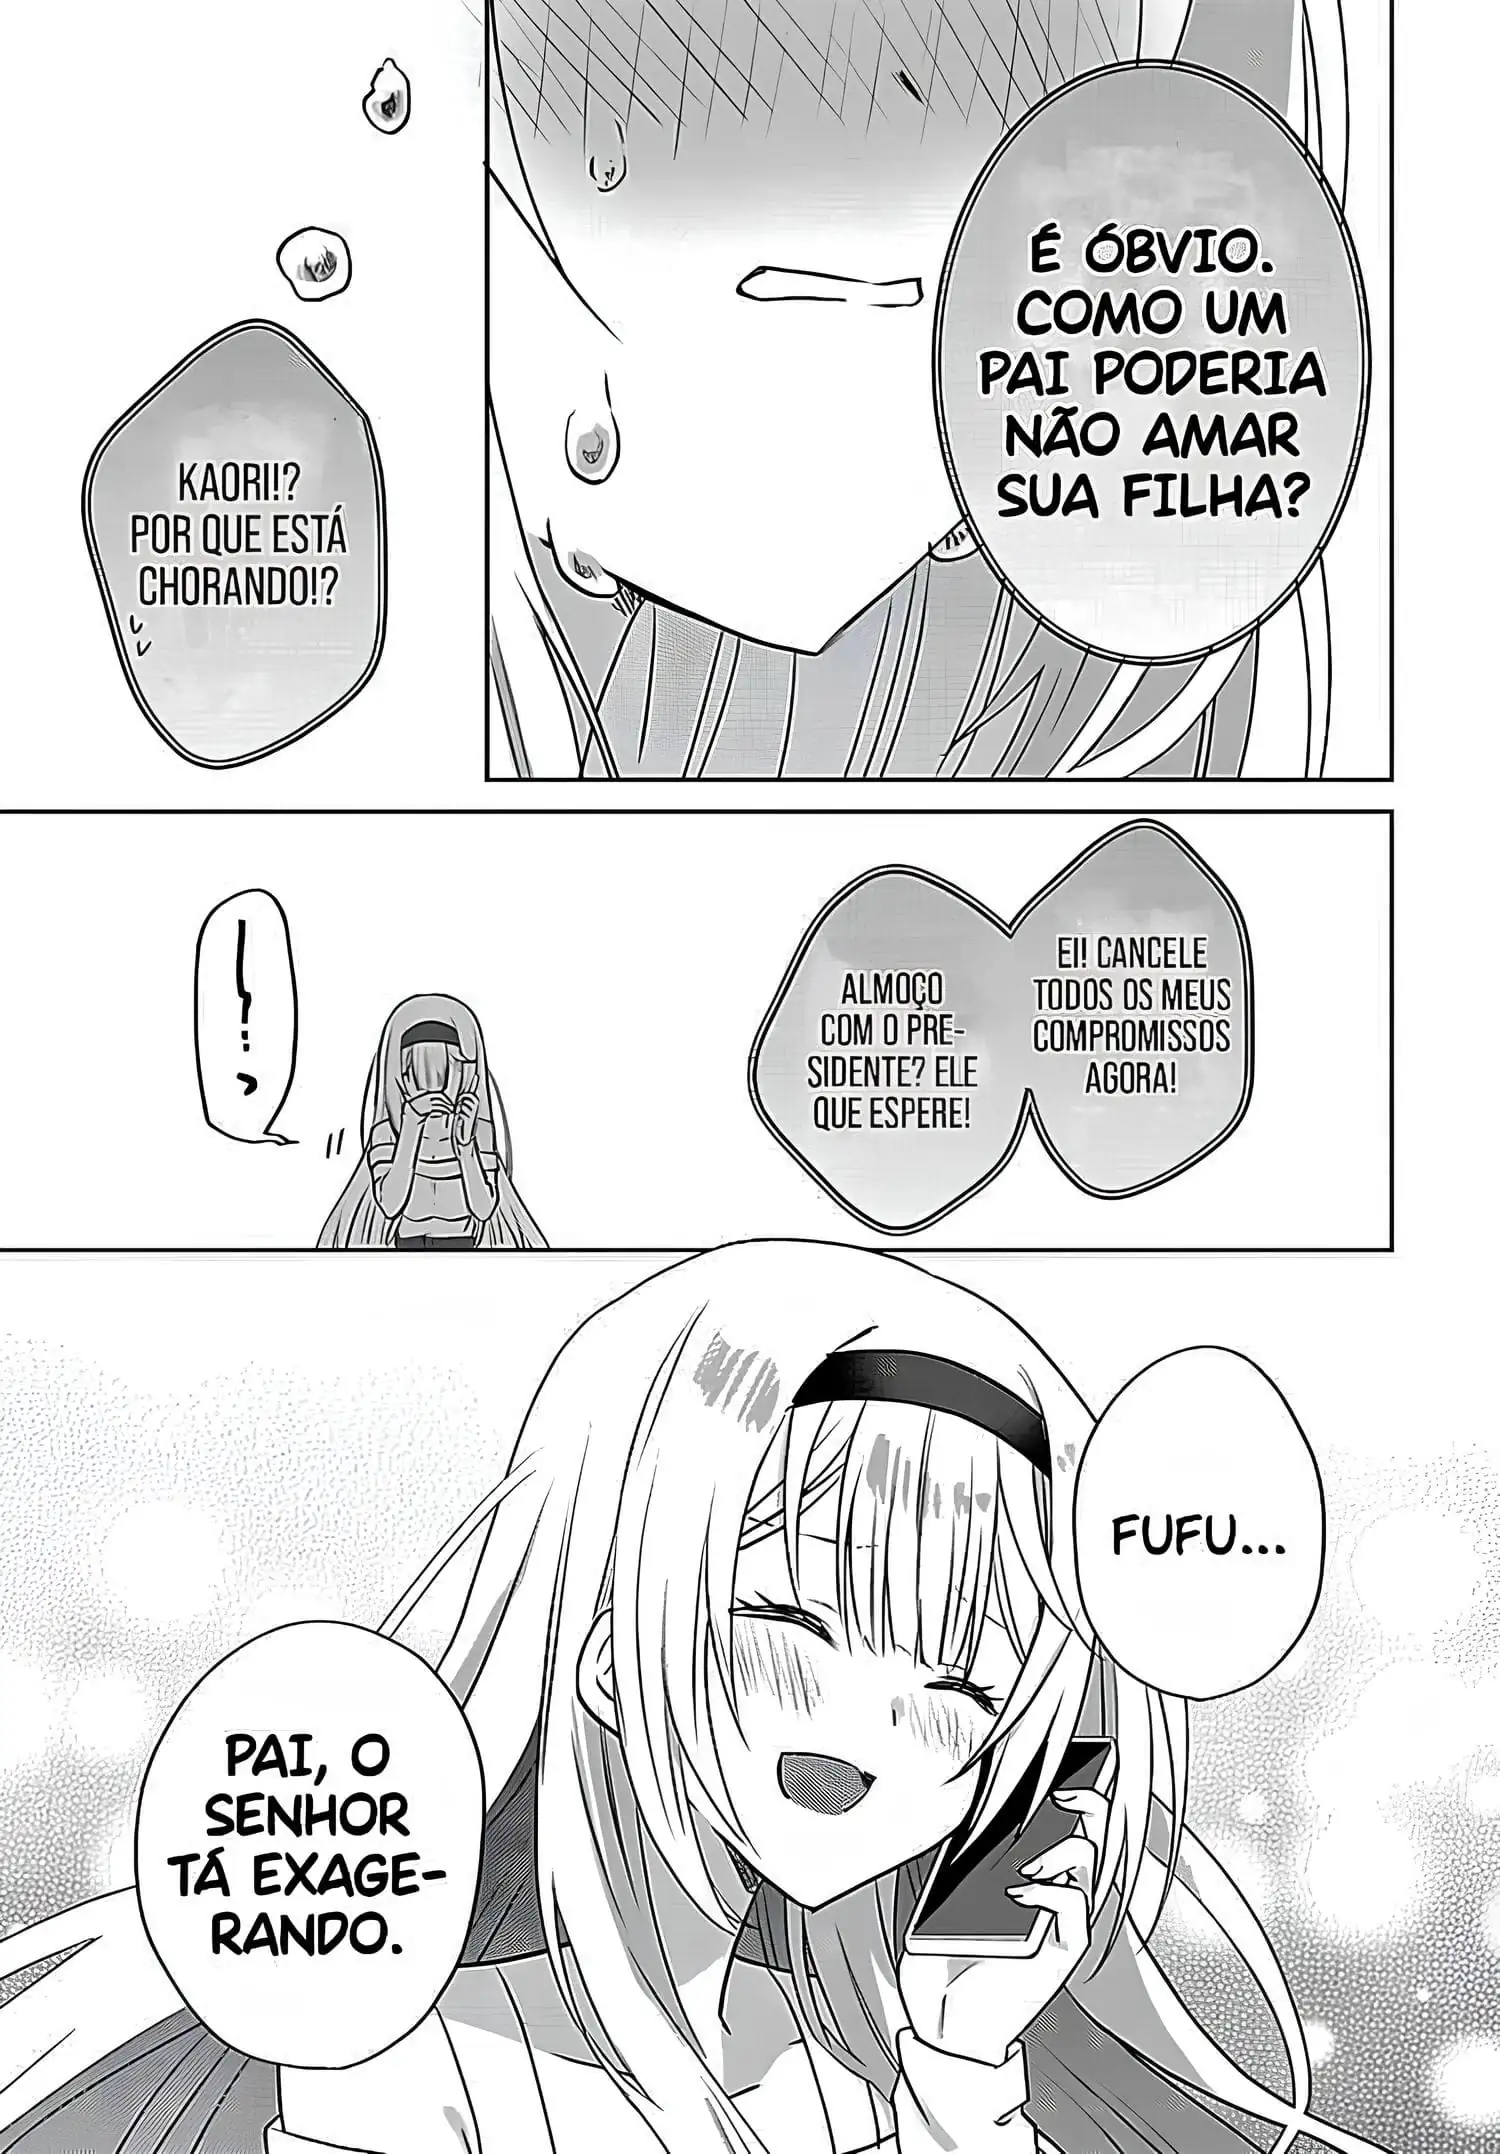 É ÓBVIO.
COMO UM
PAI PODERIA
NÃO AMAR
SUA FILHA?
KAORI!?
POR QUE ESTÁ
CHORANDO!?
EI! CANCELE
TODOS OS MEUS
COMPROMISSOS
AGORA!
ALMOÇO
COM O PRE-
SIDENTE? ELE
QUE ESPERE!
FUFU...
PAI, O
SENHOR
TÁ EXAGE-
RANDO.